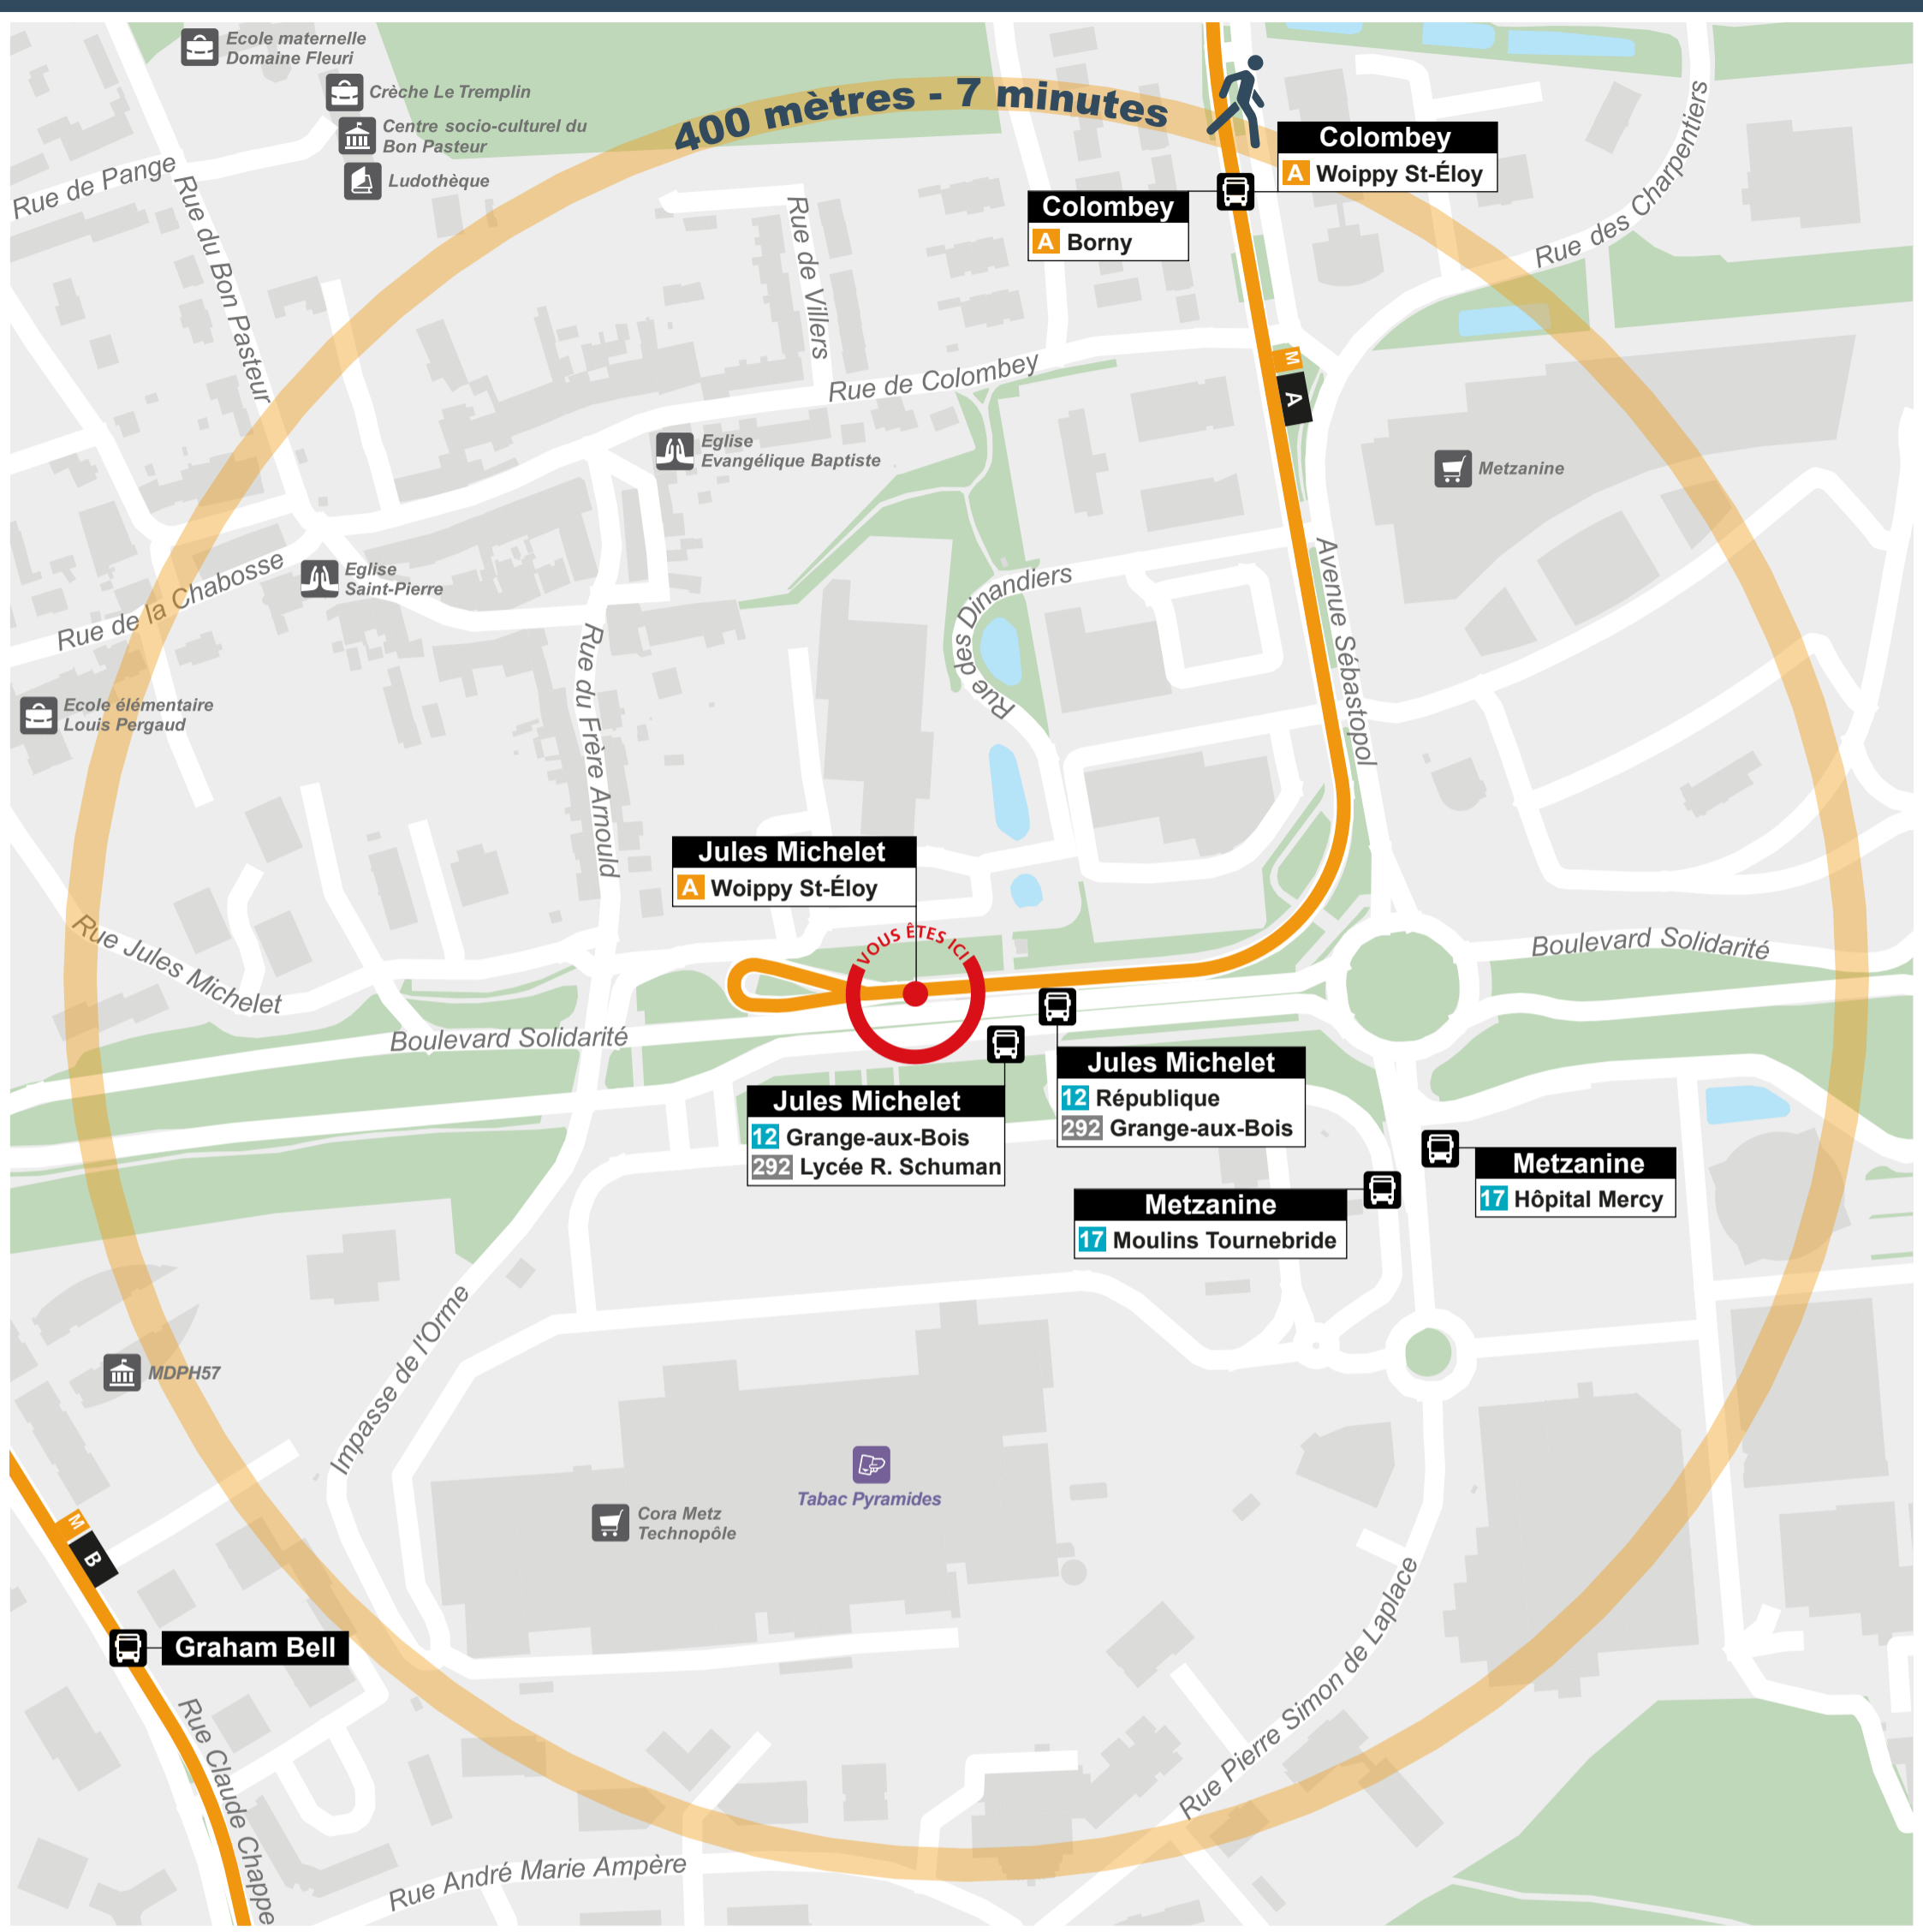 Ecole maternelle
Domaine Fleuri
Crèche Le Tremplin
Centre socio-culturel du
Bon Pasteur
Ludothèque
400 mètres - 7 minutes
Colombey
A Woippy St-Éloy
Colombey
A Borny
Rue de Pange
Rue du Bon Pasteur
Rue de Villers
Rue des Charpentiers
Rue de Colombey
M A
Eglise
Evangélique Baptiste
Metzanine
Eglise
Saint-Pierre
Rue de la Chabosse
Rue des Dinandiers
Avenue Sébastopol
Rue du Frère Arnould
Ecole élémentaire
Louis Pergaud
Jules Michelet
A Woippy St-Éloy
VOUS ÊTES ICI
Rue Jules Michelet
Boulevard Solidarité
Boulevard Solidarité
Jules Michelet
12 République
292 Grange-aux-Bois
Jules Michelet
12 Grange-aux-Bois
292 Lycée R. Schuman
Metzanine
17 Hôpital Mercy
Metzanine
17 Moulins Tournebride
Impasse de l'Orme
MDPH57
Tabac Pyramides
Cora Metz
Technopôle
M B
Graham Bell
Rue Claude Chappe
Rue Pierre Simon de Laplace
Rue André Marie Ampère